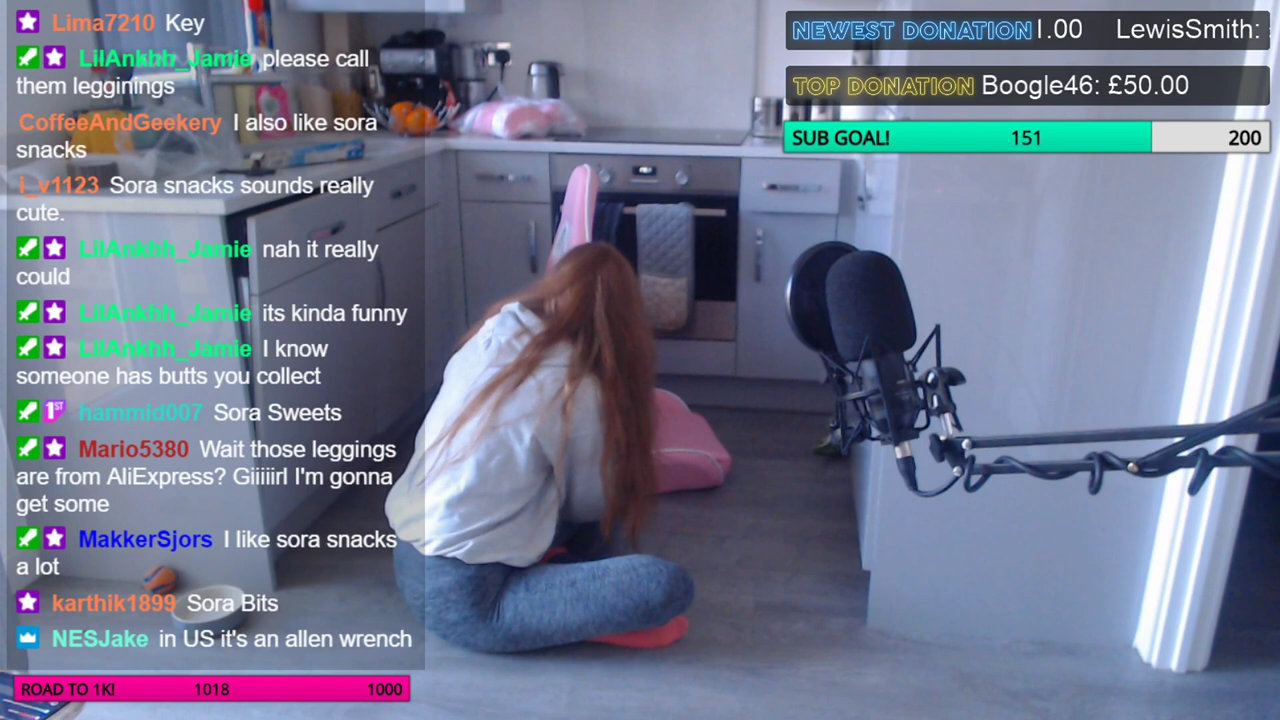 Lima7210 Key
LilAnkhh_Jamie please call
them legginings
CoffeeAndGeekery I also like sora
snacks
i_v1123 Sora snacks sounds really
cute.
LilAnkhh_Jamie nah it really
could
LilAnkhh_Jamie its kinda funny
LilAnkhh_Jamie I know
someone has butts you collect
1ST hammid007 Sora Sweets
Mario5380 Wait those leggings
are from AliExpress? Giiiirl I'm gonna
get some
MakkerSjors I like sora snacks
a lot
karthik1899 Sora Bits
NESJake in US it's an allen wrench
ROAD TO 1K! 1018 1000
NEWEST DONATION 1.00 LewisSmith:
TOP DONATION Boogle46: £50.00
SUB GOAL! 151 200